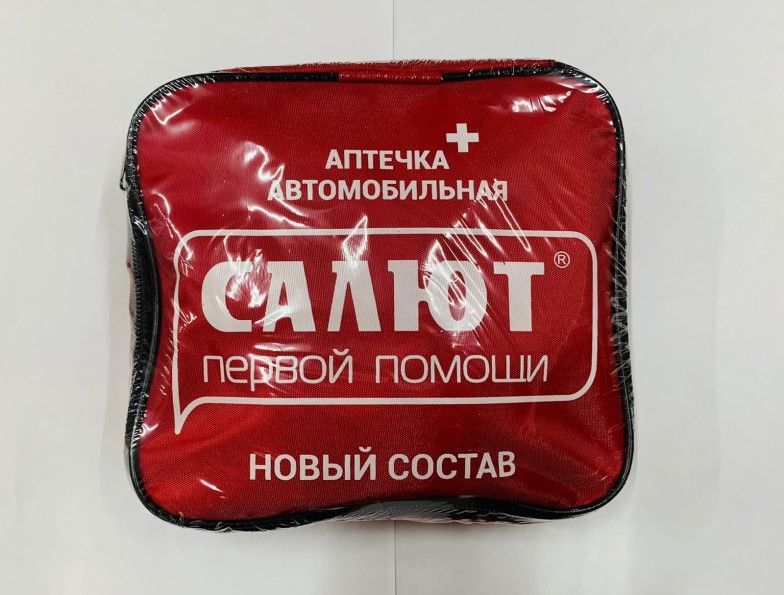 АПТЕЧКА
АВТОМОБИЛЬНАЯ
САЛЮТ®
первой помощи
НОВЫЙ СОСТАВ